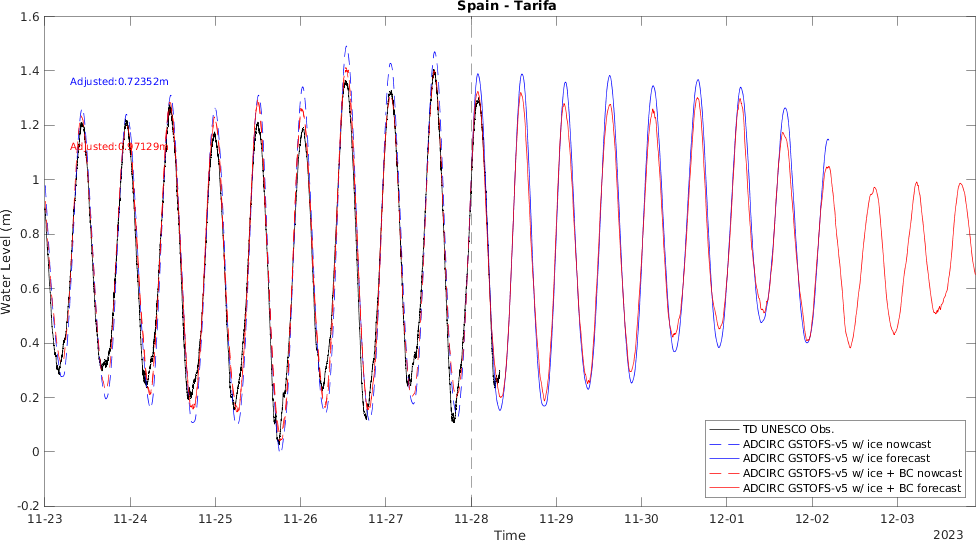 Spain - Tarifa
1.6
1.4
1.2
1
0.8
0.6
0.4
0.2
0
-0.2
Water Level (m)
Adjusted:0.72352m
Adjusted:0.97129m
TD UNESCO Obs.
ADCIRC GSTOFS-v5 w/ ice nowcast
ADCIRC GSTOFS-v5 w/ ice forecast
ADCIRC GSTOFS-v5 w/ ice + BC nowcast
ADCIRC GSTOFS-v5 w/ ice + BC forecast
11-23 11-24 11-25 11-26 11-27 11-28 11-29 11-30 12-01 12-02 12-03
Time
2023